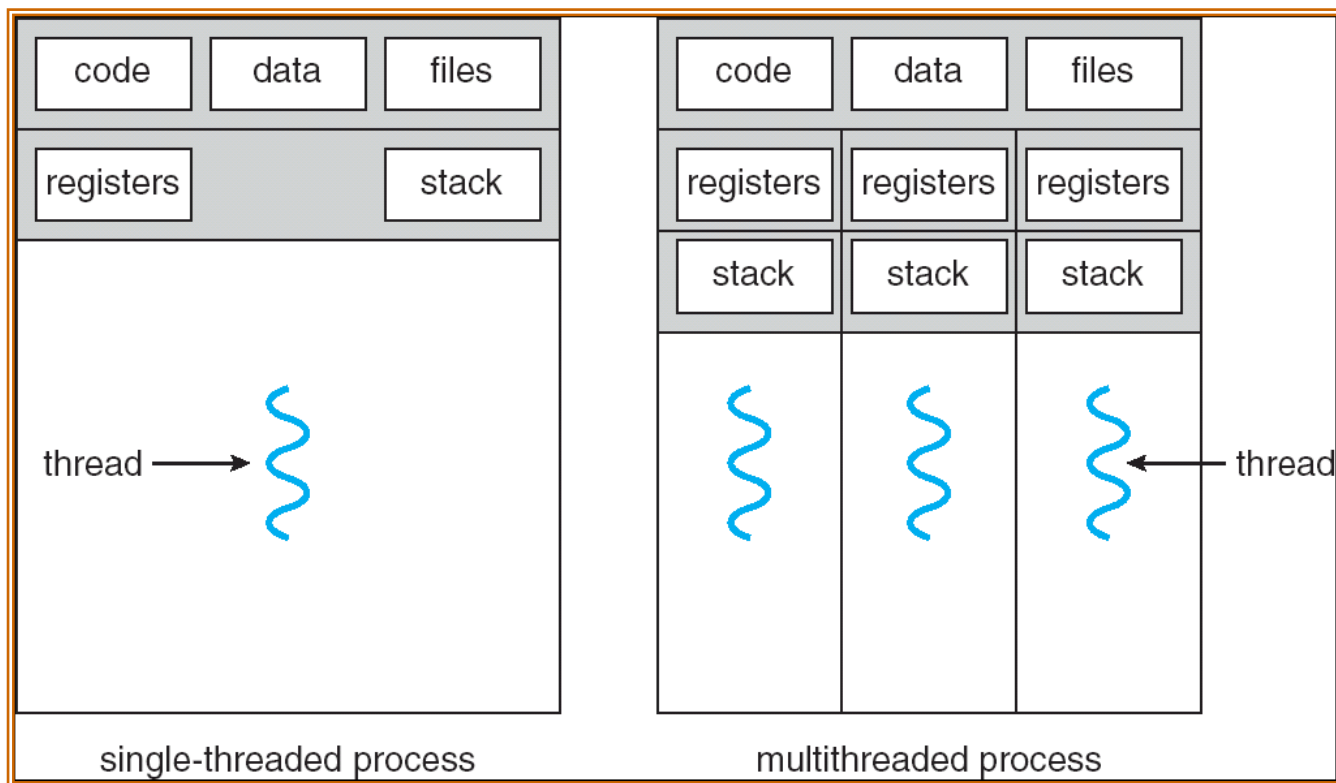 code data files
registers stack
thread
single-threaded process
code data files
registers registers registers
stack stack stack
thread
multithreaded process